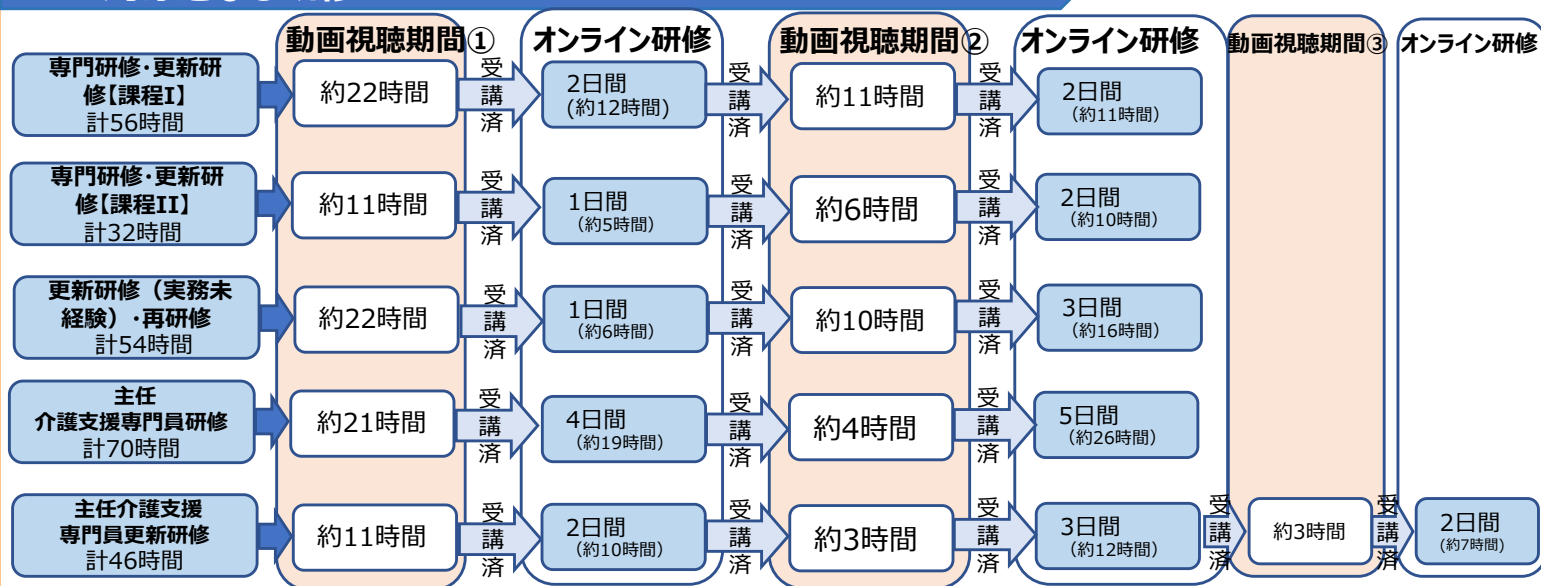 動画視聴期間①
オンライン研修
動画視聴期間②
オンライン研修
動画視聴期間③
オンライン研修
専門研修・更新研
修【課程I】
計56時間
約22時間
受
講
済
2日間
(約12時間)
受
講
済
約11時間
受
講
済
2日間
(約11時間)
専門研修・更新研
修【課程II】
計32時間
約11時間
受
講
済
1日間
(約5時間)
受
講
済
約6時間
受
講
済
2日間
(約10時間)
更新研修（実務未
経験）・再研修
計54時間
約22時間
受
講
済
1日間
(約6時間)
受
講
済
約10時間
受
講
済
3日間
(約16時間)
主任
介護支援専門員研修
計70時間
約21時間
受
講
済
4日間
(約19時間)
受
講
済
約4時間
受
講
済
5日間
(約26時間)
主任介護支援
専門員更新研修
計46時間
約11時間
受
講
済
2日間
(約10時間)
受
講
済
約3時間
受
講
済
3日間
(約12時間)
受
講
済
約3時間
受
講
済
2日間
(約7時間)